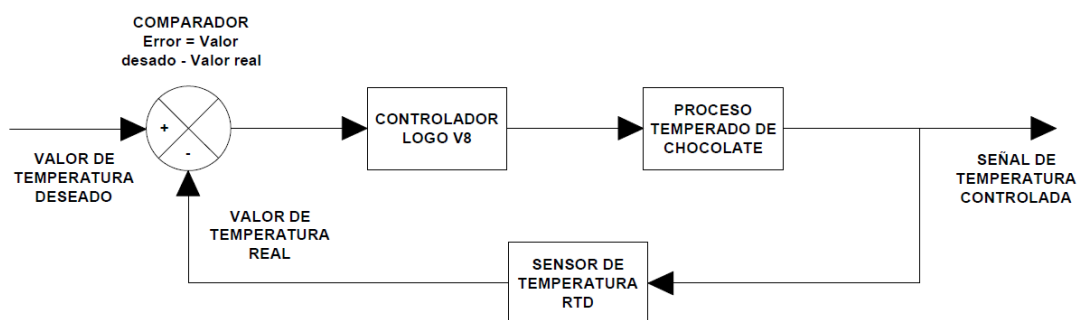 COMPARADOR
Error = Valor
desado - Valor real
+
-
CONTROLADOR
LOGO V8
PROCESO
TEMPERADO DE
CHOCOLATE
VALOR DE
TEMPERATURA
DESEADO
SEÑAL DE
TEMPERATURA
CONTROLADA
VALOR DE
TEMPERATURA
REAL
SENSOR DE
TEMPERATURA
RTD